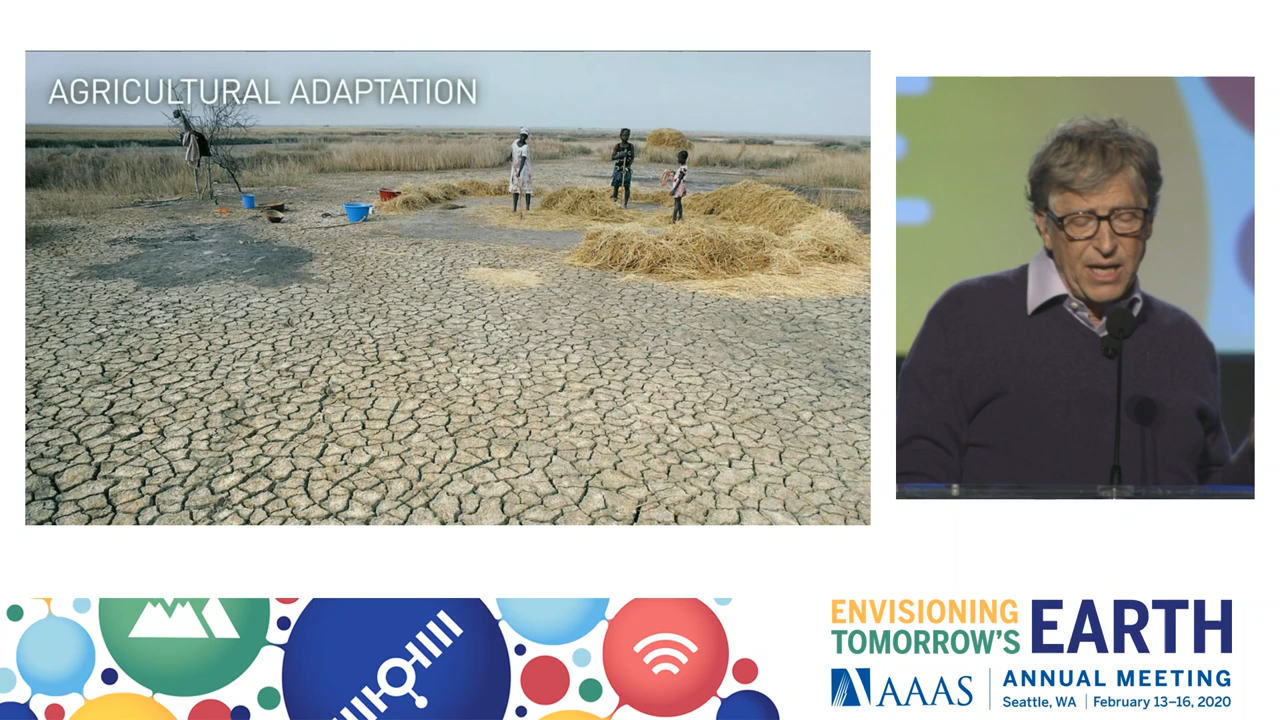 AGRICULTURAL ADAPTATION
ENVISIONING
TOMORROW'S
EARTH
AAAS
ANNUAL MEETING
Seattle, WA | February 13–16, 2020